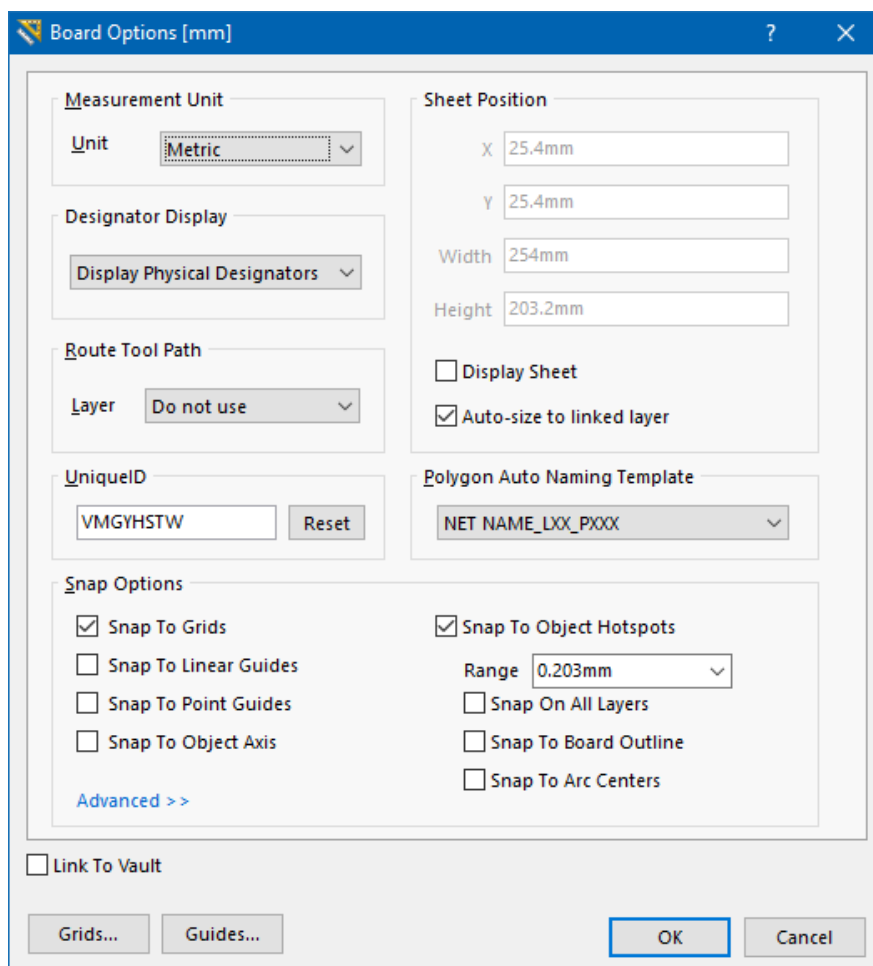 Board Options [mm]
?
Measurement Unit
Unit
Metric
Designator Display
Display Physical Designators
Route Tool Path
Layer
Do not use
UniqueID
VMGYHSTW
Reset
Sheet Position
X
25.4mm
Y
25.4mm
Width
254mm
Height
203.2mm
Display Sheet
Auto-size to linked layer
Polygon Auto Naming Template
NET NAME_LXX_PXXX
Snap Options
Snap To Grids
Snap To Linear Guides
Snap To Point Guides
Snap To Object Axis
Advanced >>
Snap To Object Hotspots
Range
0.203mm
Snap On All Layers
Snap To Board Outline
Snap To Arc Centers
Link To Vault
Grids...
Guides...
OK
Cancel